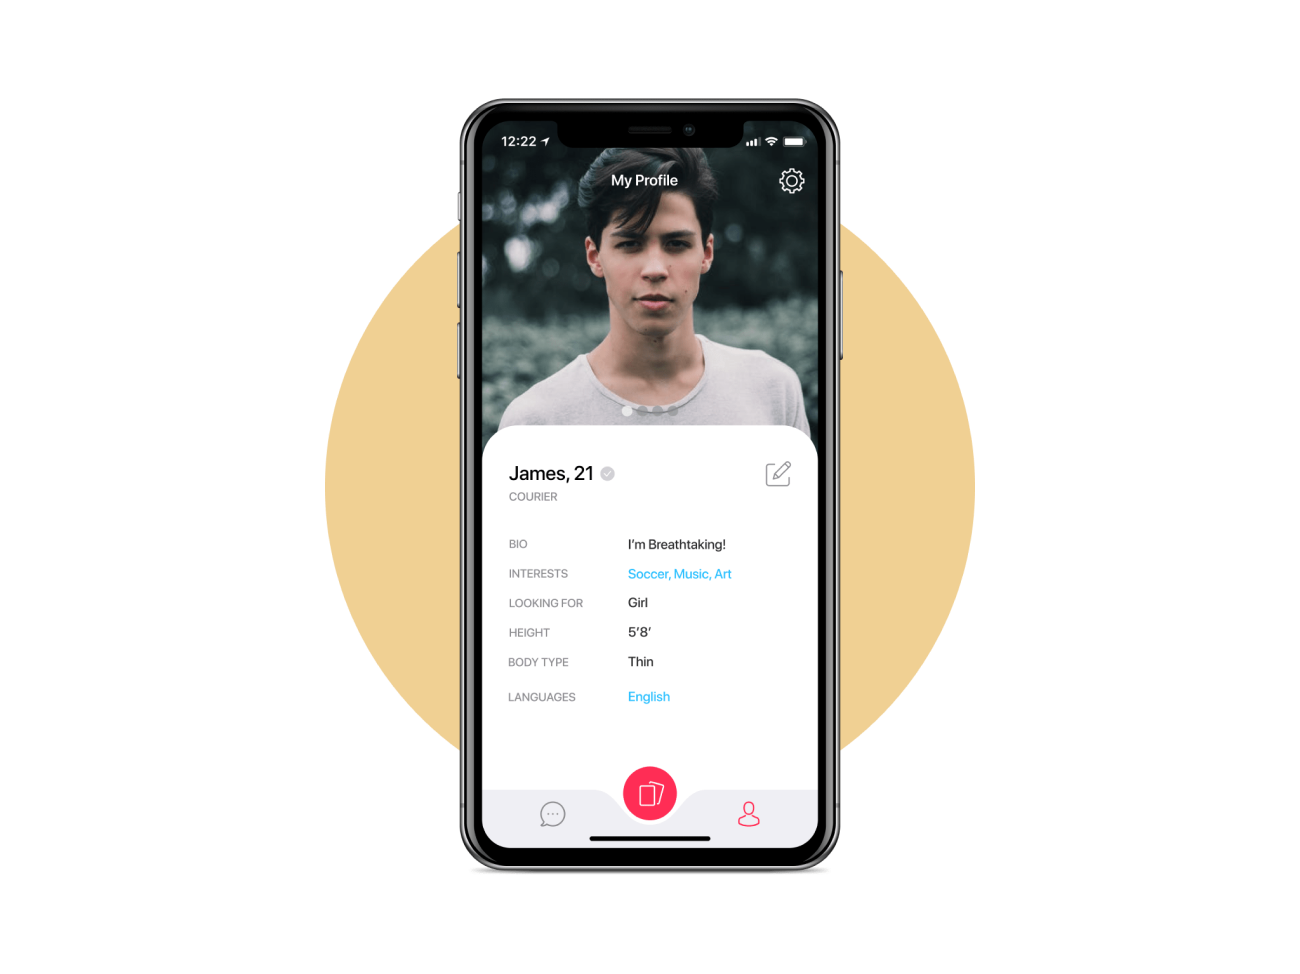 12:22
My Profile
James, 21
COURIER
BIO I'm Breathtaking!
INTERESTS Soccer, Music, Art
LOOKING FOR Girl
HEIGHT 5'8'
BODY TYPE Thin
LANGUAGES English